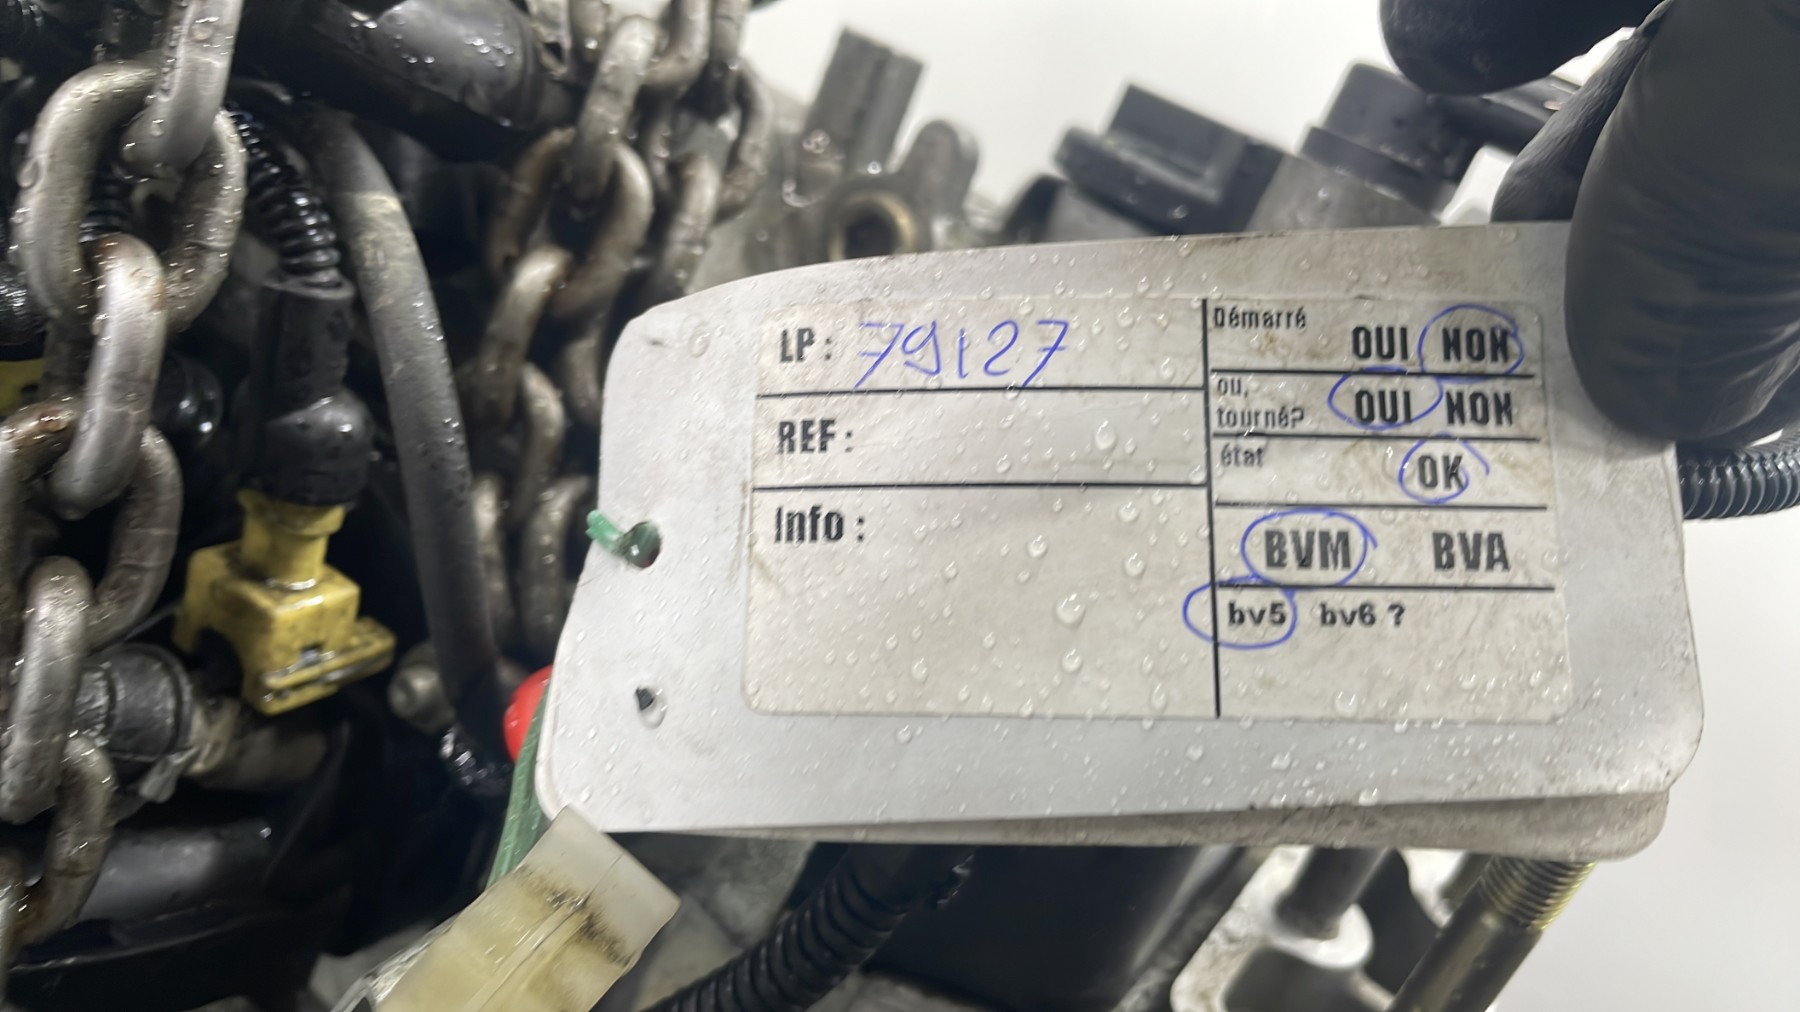 LP: 79127
REF:
Info:
Démarré OUI NON
ou, tourné? OUI NON
état OK
BVM BVA
bv5 bv6 ?